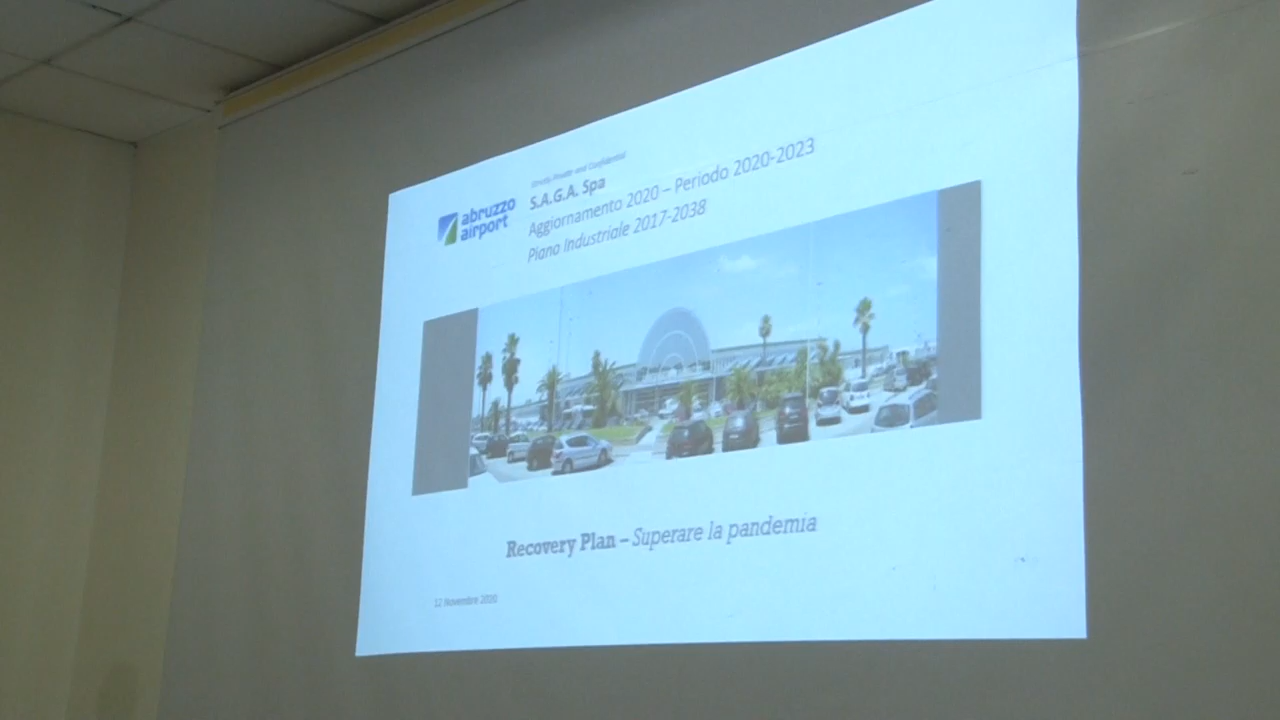 abruzzo
airport
Strictly Private and Confidential
S.A.G.A. Spa
Aggiornamento 2020 – Periodo 2020-2023
Piano Industriale 2017-2038
Recovery Plan – Superare la pandemia
12 Novembre 2020